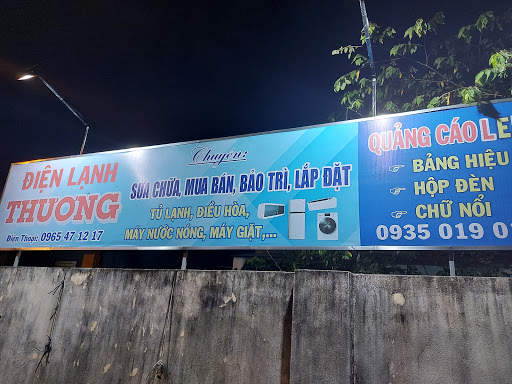 ĐIỆN LẠNH
THƯƠNG
Điện Thoại: 0965 47 12 17
Chuyên:
SỬA CHỮA, MUA BÁN, BẢO TRÌ, LẮP ĐẶT
TỦ LẠNH, ĐIỀU HÒA,
MÁY NƯỚC NÓNG, MÁY GIẶT,...
QUẢNG CÁO LE
BẢNG HIỆU
HỘP ĐÈN
CHỮ NỔI
0935 019 0